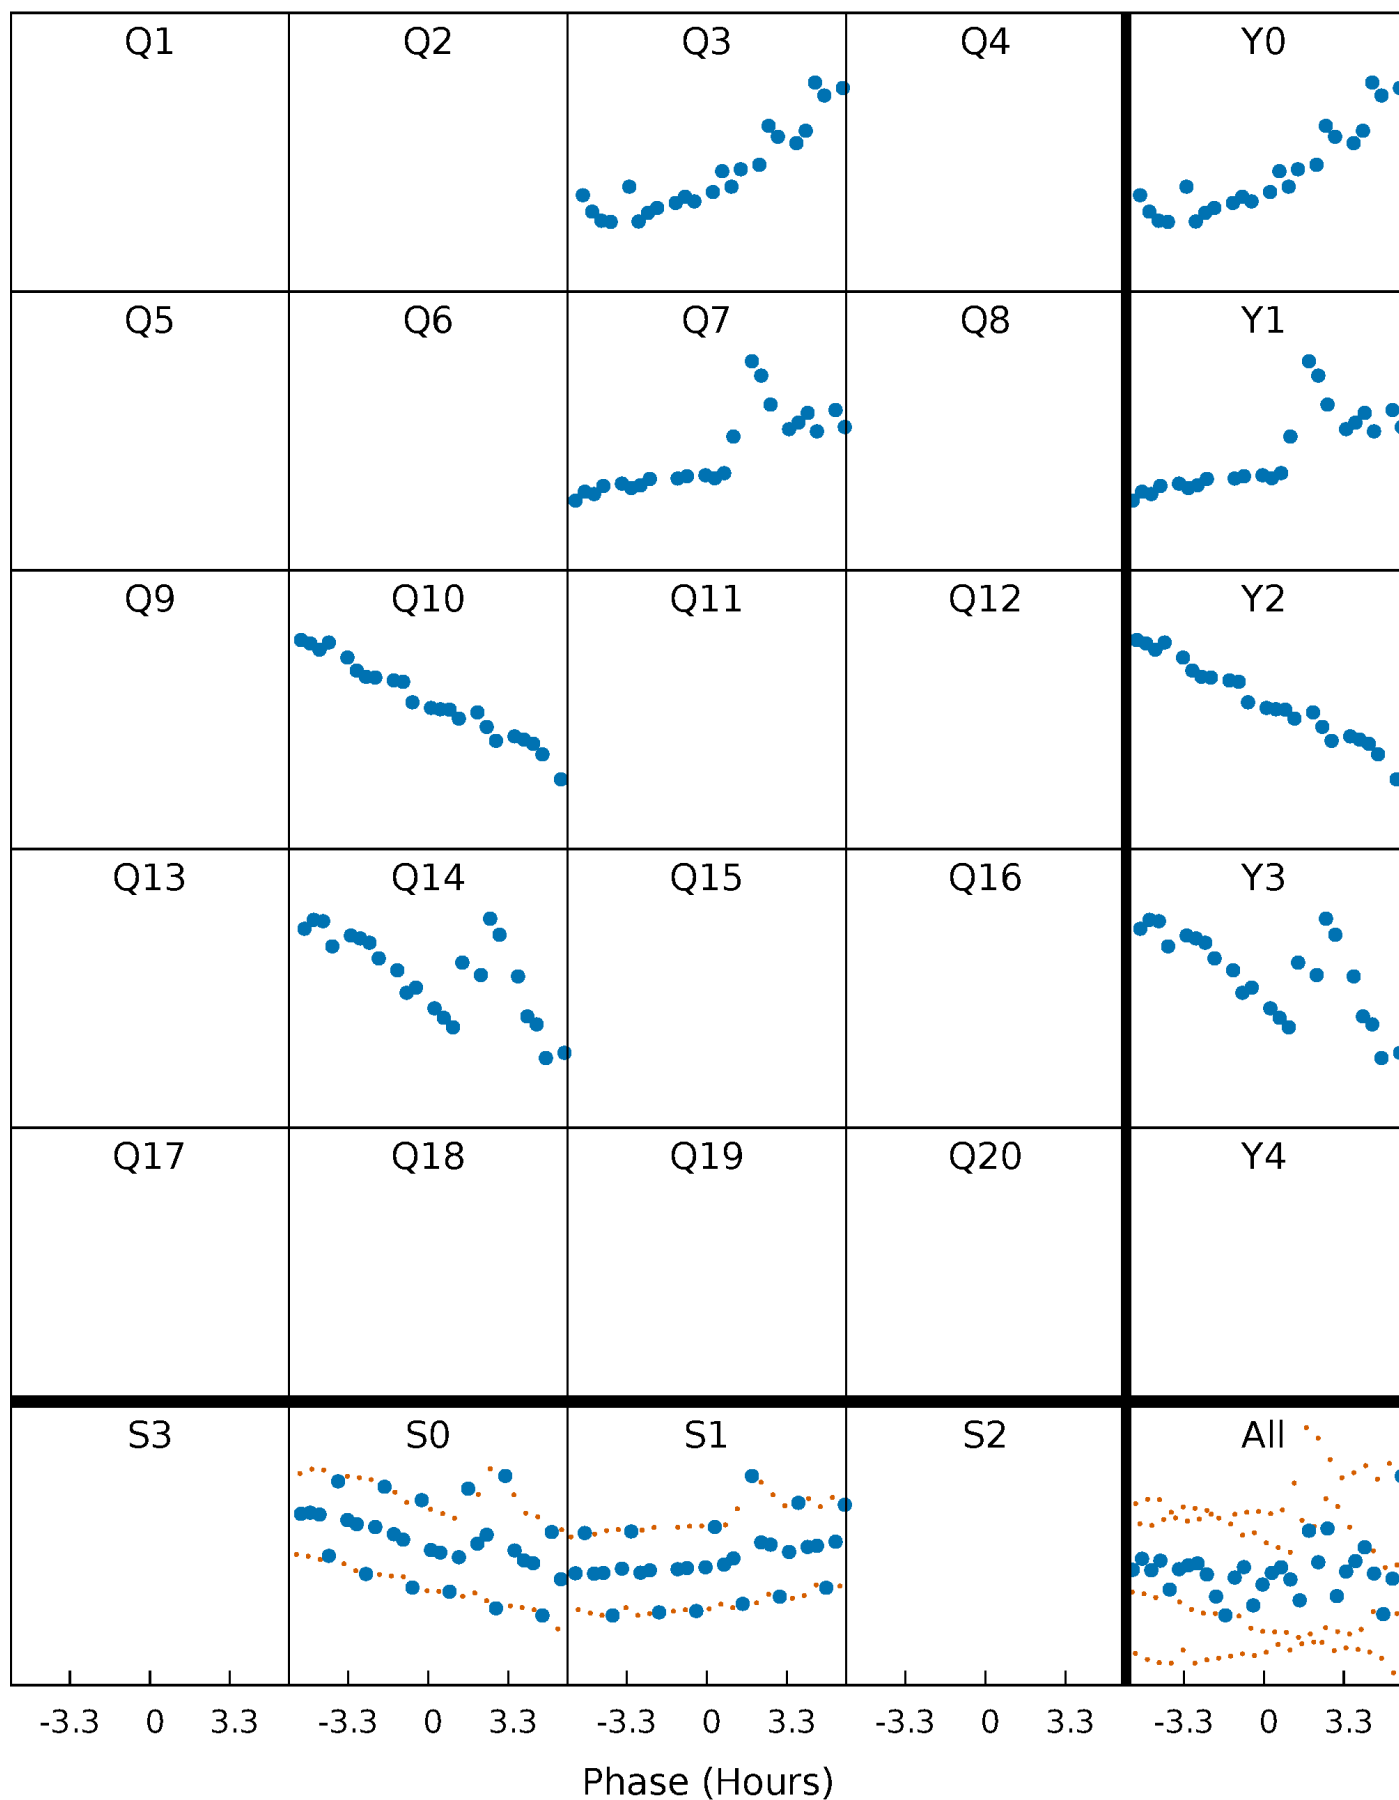 Q1 Q2 Q3 Q4 Y0
Q5 Q6 Q7 Q8 Y1
Q9 Q10 Q11 Q12 Y2
Q13 Q14 Q15 Q16 Y3
Q17 Q18 Q19 Q20 Y4
S3 S0 S1 S2 All
-3.3 0 3.3 -3.3 0 3.3 -3.3 0 3.3 -3.3 0 3.3 -3.3 0 3.3
Phase (Hours)